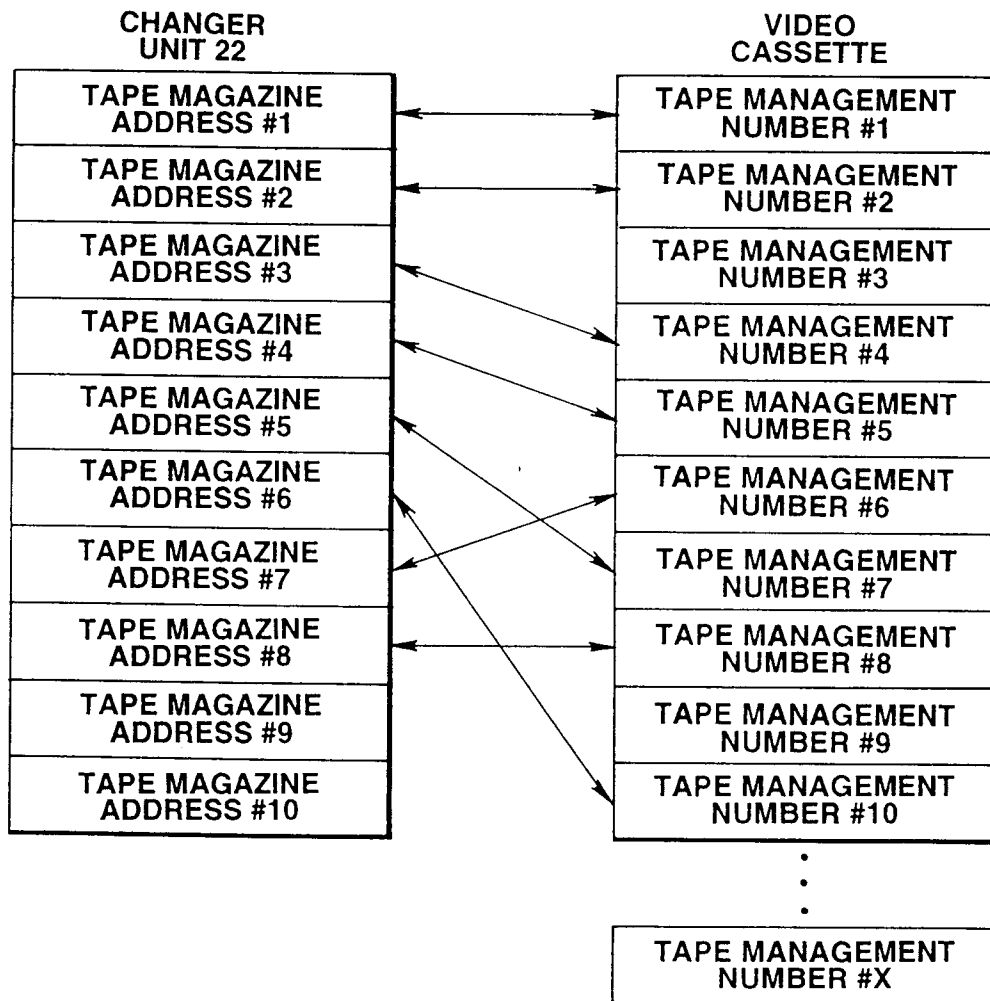 CHANGER
UNIT 22
TAPE MAGAZINE
ADDRESS #1
TAPE MAGAZINE
ADDRESS #2
TAPE MAGAZINE
ADDRESS #3
TAPE MAGAZINE
ADDRESS #4
TAPE MAGAZINE
ADDRESS #5
TAPE MAGAZINE
ADDRESS #6
TAPE MAGAZINE
ADDRESS #7
TAPE MAGAZINE
ADDRESS #8
TAPE MAGAZINE
ADDRESS #9
TAPE MAGAZINE
ADDRESS #10
VIDEO
CASSETTE
TAPE MANAGEMENT
NUMBER #1
TAPE MANAGEMENT
NUMBER #2
TAPE MANAGEMENT
NUMBER #3
TAPE MANAGEMENT
NUMBER #4
TAPE MANAGEMENT
NUMBER #5
TAPE MANAGEMENT
NUMBER #6
TAPE MANAGEMENT
NUMBER #7
TAPE MANAGEMENT
NUMBER #8
TAPE MANAGEMENT
NUMBER #9
TAPE MANAGEMENT
NUMBER #10
TAPE MANAGEMENT
NUMBER #X